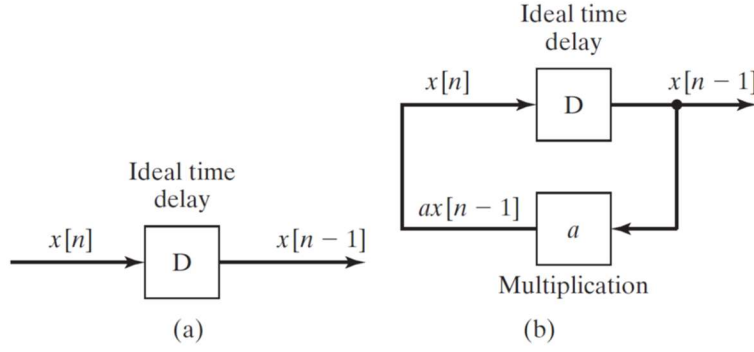 Ideal time
delay
x[n]
D
x[n − 1]
(a)
Ideal time
delay
x[n]
D
x[n − 1]
ax[n − 1]
a
Multiplication
(b)